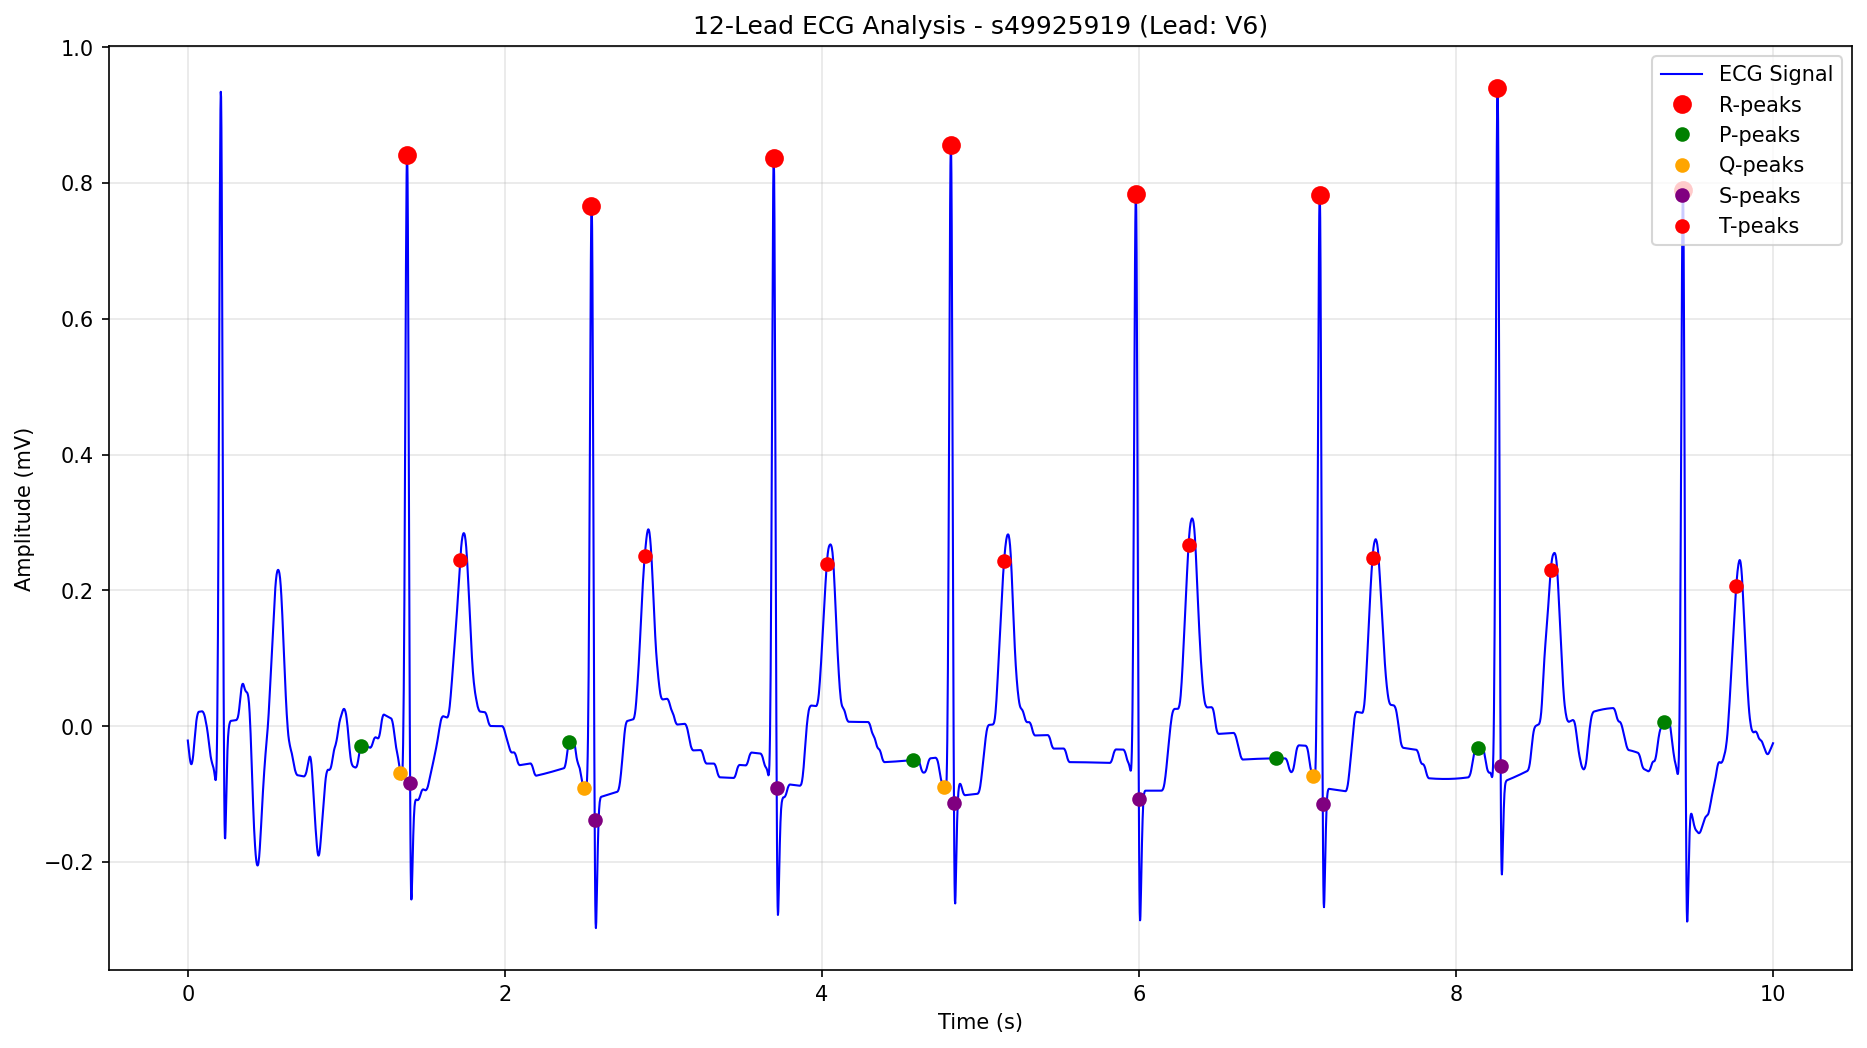 12-Lead ECG Analysis - s49925919 (Lead: V6)
1.0
0.8
0.6
0.4
0.2
0.0
−0.2
Amplitude (mV)
ECG Signal
R-peaks
P-peaks
Q-peaks
S-peaks
T-peaks
0 2 4 6 8 10
Time (s)